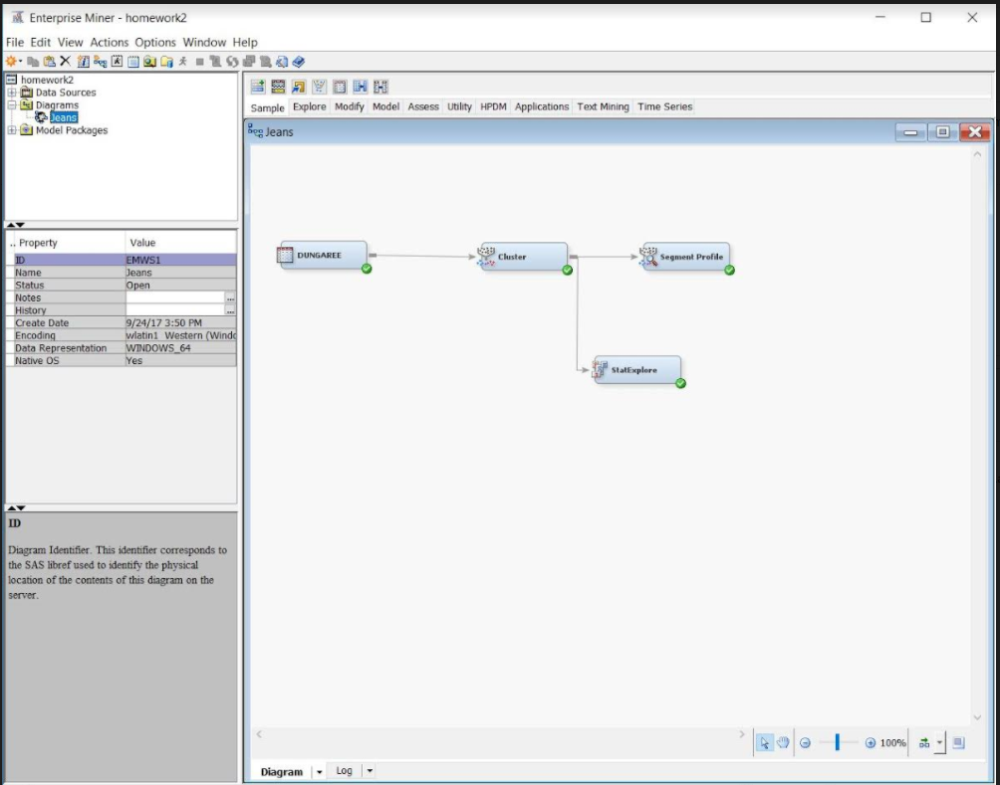 Enterprise Miner - homework2
File Edit View Actions Options Window Help
homework2
Data Sources
Diagrams
Jeans
Model Packages
.. Property Value
ID EMWS1
Name Jeans
Status Open
Notes ...
History ...
Create Date 9/24/17 3:50 PM
Encoding wlatin1 Western (Windo
Data Representation WINDOWS_64
Native OS Yes
ID
Diagram Identifier. This identifier corresponds to
the SAS libref used to identify the physical
location of the contents of this diagram on the
server.
Sample Explore Modify Model Assess Utility HPDM Applications Text Mining Time Series
Jeans
DUNGAREE
Cluster
Segment Profile
StatExplore
100%
Diagram Log